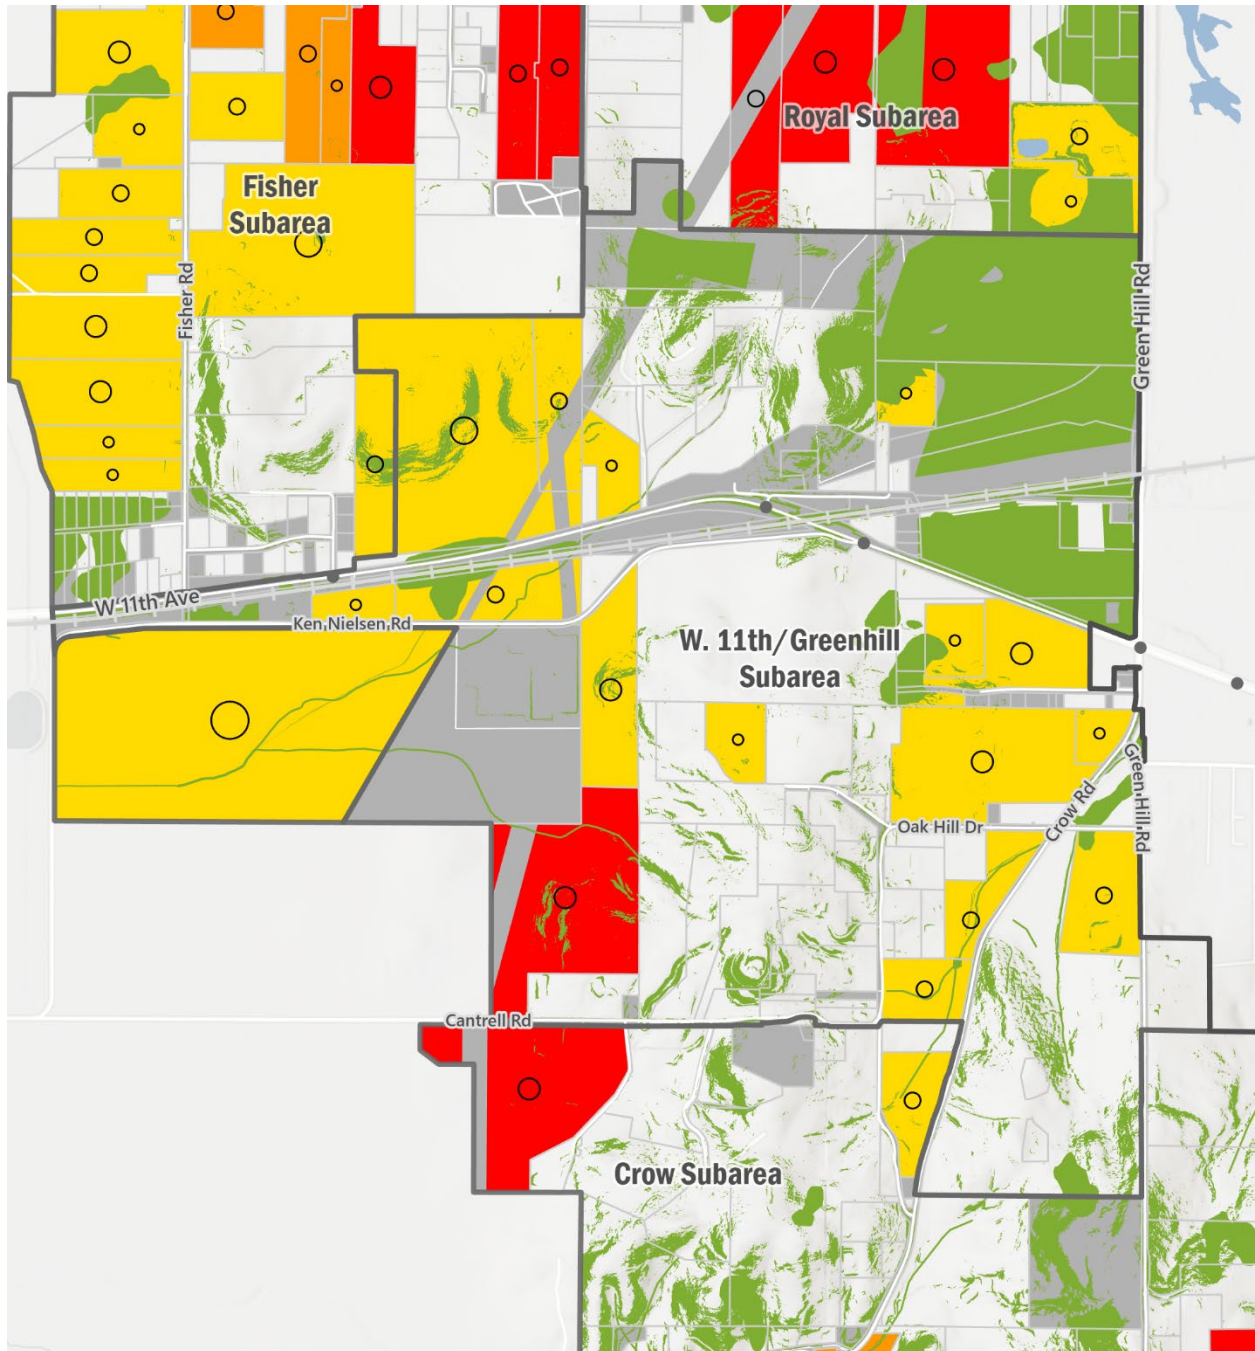 Royal Subarea
Fisher
Subarea
Fisher Rd
Green Hill Rd
W 11th Ave
Ken Nielsen Rd
W. 11th/Greenhill
Subarea
Green Hill Rd
Crow Rd
Oak Hill Dr
Cantrell Rd
Crow Subarea